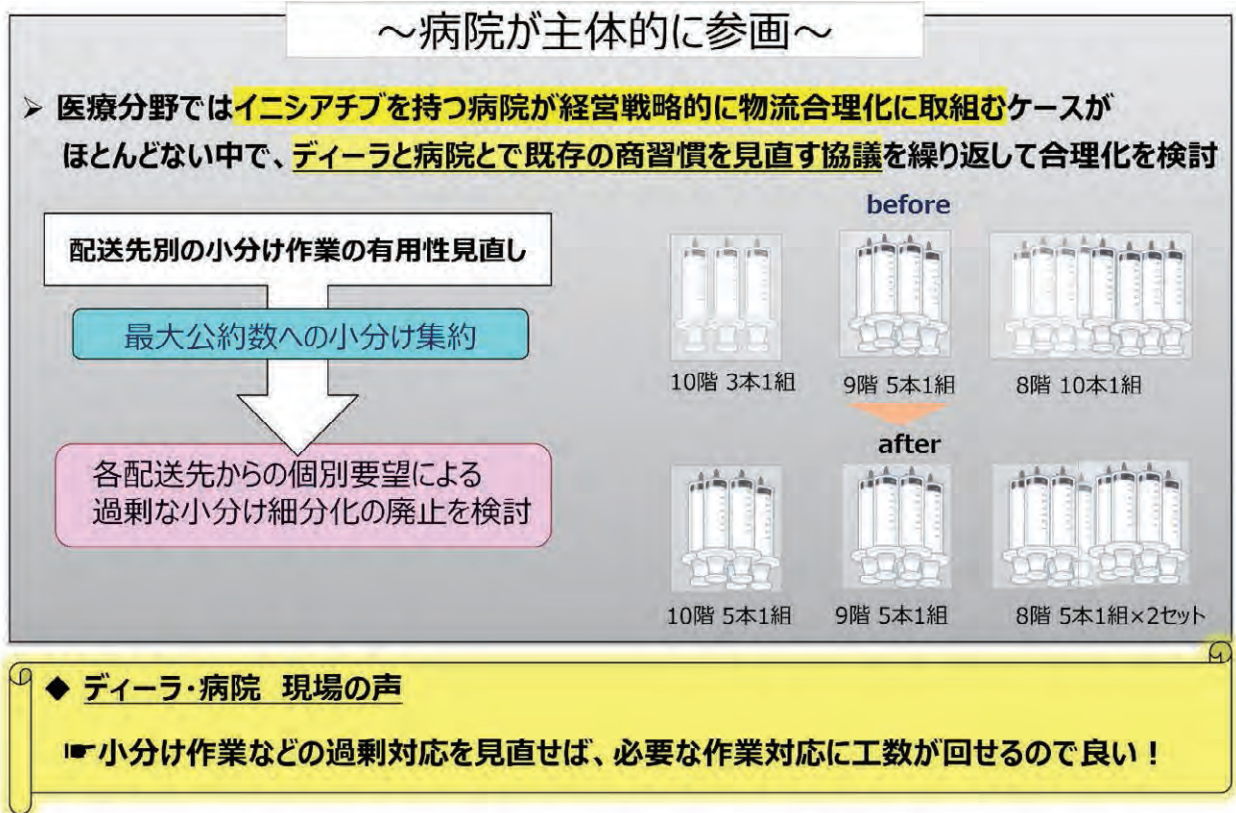 ～病院が主体的に参画～
➢ 医療分野ではイニシアチブを持つ病院が経営戦略的に物流合理化に取組むケースが
ほとんどない中で、ディーラと病院とで既存の商習慣を見直す協議を繰り返して合理化を検討
配送先別の小分け作業の有用性見直し
最大公約数への小分け集約
各配送先からの個別要望による
過剰な小分け細分化の廃止を検討
before
10階 3本1組 9階 5本1組 8階 10本1組
after
10階 5本1組 9階 5本1組 8階 5本1組×2セット
◆ ディーラ・病院 現場の声
☛小分け作業などの過剰対応を見直せば、必要な作業対応に工数が回せるので良い！